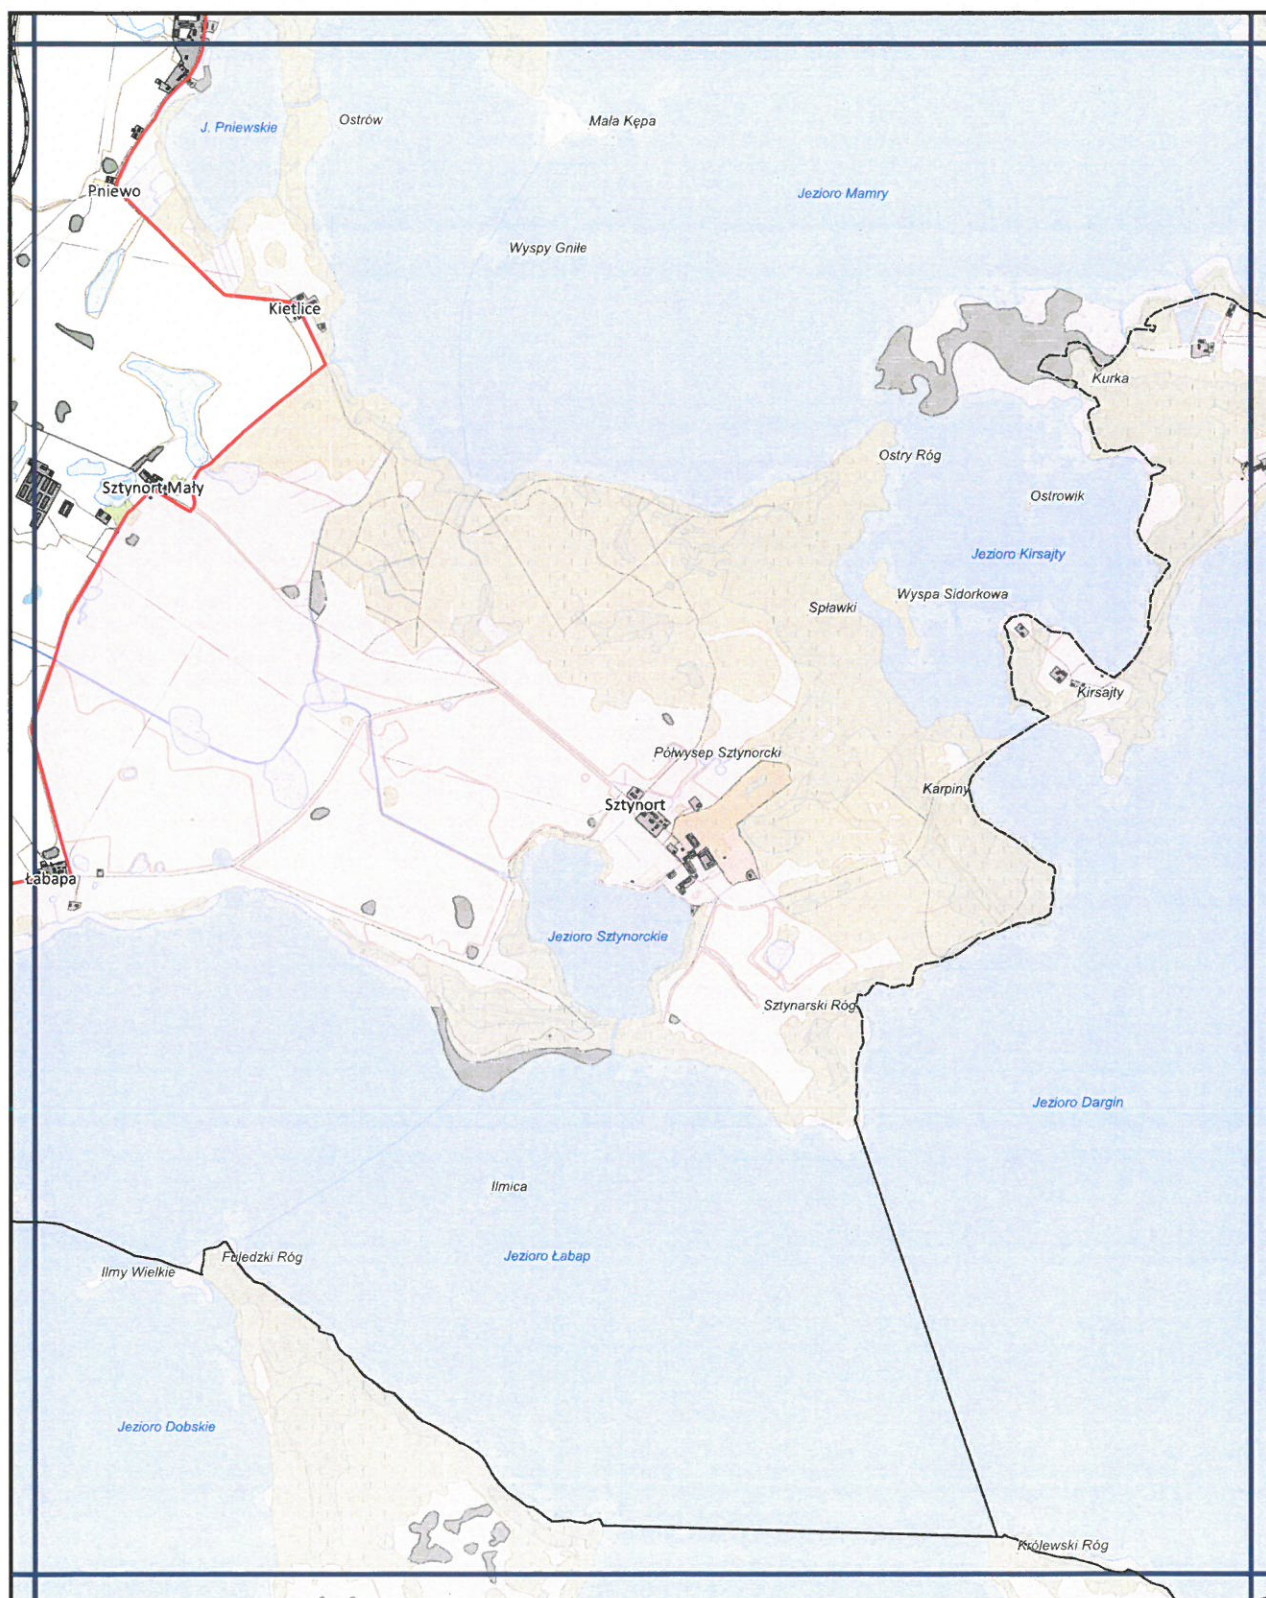 Ostrów
Mała Kępa
J. Pniewskie
Pniewo
Jezioro Mamry
Wyspy Gniłe
Kietlice
Kurka
Ostry Róg
Sztynort Mały
Ostrowik
Jezioro Kirsajty
Wyspa Sidorkowa
Spławki
Kirsajty
Półwysep Sztynorcki
Karpiny
Sztynort
Łabapa
Jezioro Sztynorckie
Sztynarski Róg
Jezioro Dargin
Ilmica
Jezioro Łabap
Fuledzki Róg
Ilmy Wielkie
Jezioro Dobskie
Królewski Róg